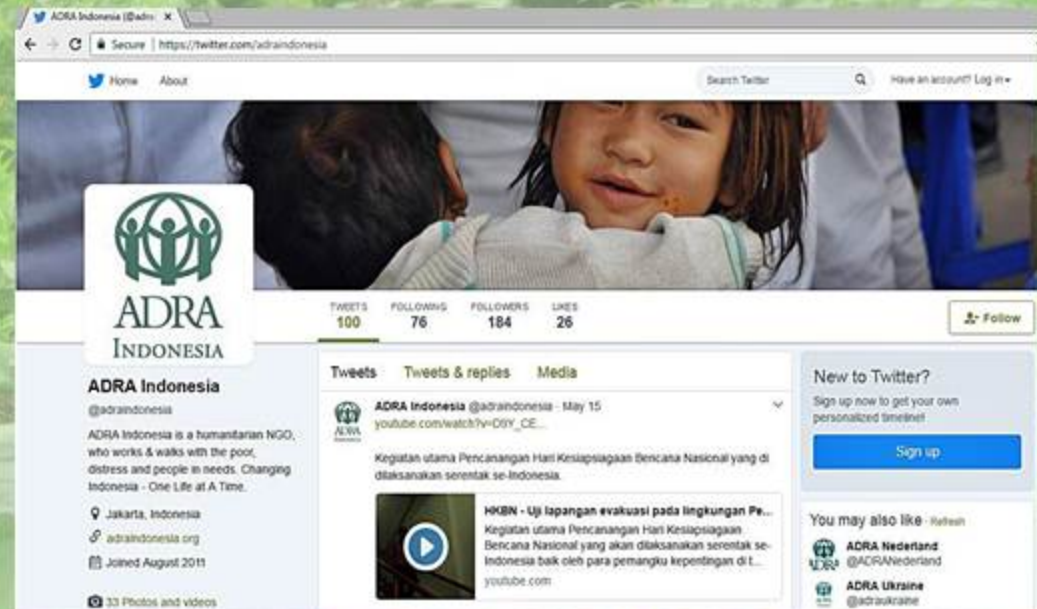 ADRA Indonesia (@adra
Secure | https://twitter.com/adraindonesia
Home About
Search Twitter
Have an account? Log in
ADRA
INDONESIA
TWEETS FOLLOWING FOLLOWERS LIKES
100 76 184 26
Follow
ADRA Indonesia
@adraindonesia
ADRA Indonesia is a humanitarian NGO,
who works & walks with the poor,
distress and people in needs. Changing
Indonesia - One Life at A Time.
Jakarta, Indonesia
adraindonesia.org
Joined August 2011
33 Photos and videos
Tweets Tweets & replies Media
ADRA Indonesia @adraindonesia · May 15
Kegiatan utama Pencanangan Hari Kesiapsiagaan Bencana Nasional yang di
dilaksanakan serentak se-Indonesia.
HKBN - Uji lapangan evakuasi pada lingkungan Pe...
Kegiatan utama Pencanangan Hari Kesiapsiagaan
Bencana Nasional yang akan dilaksanakan serentak se-
Indonesia baik oleh para pemangku kepentingan di t...
youtube.com
New to Twitter?
Sign up now to get your own
personalized timeline!
Sign up
You may also like · Refresh
ADRA Nederland
@ADRANederland
ADRA Ukraine
@adraukraine